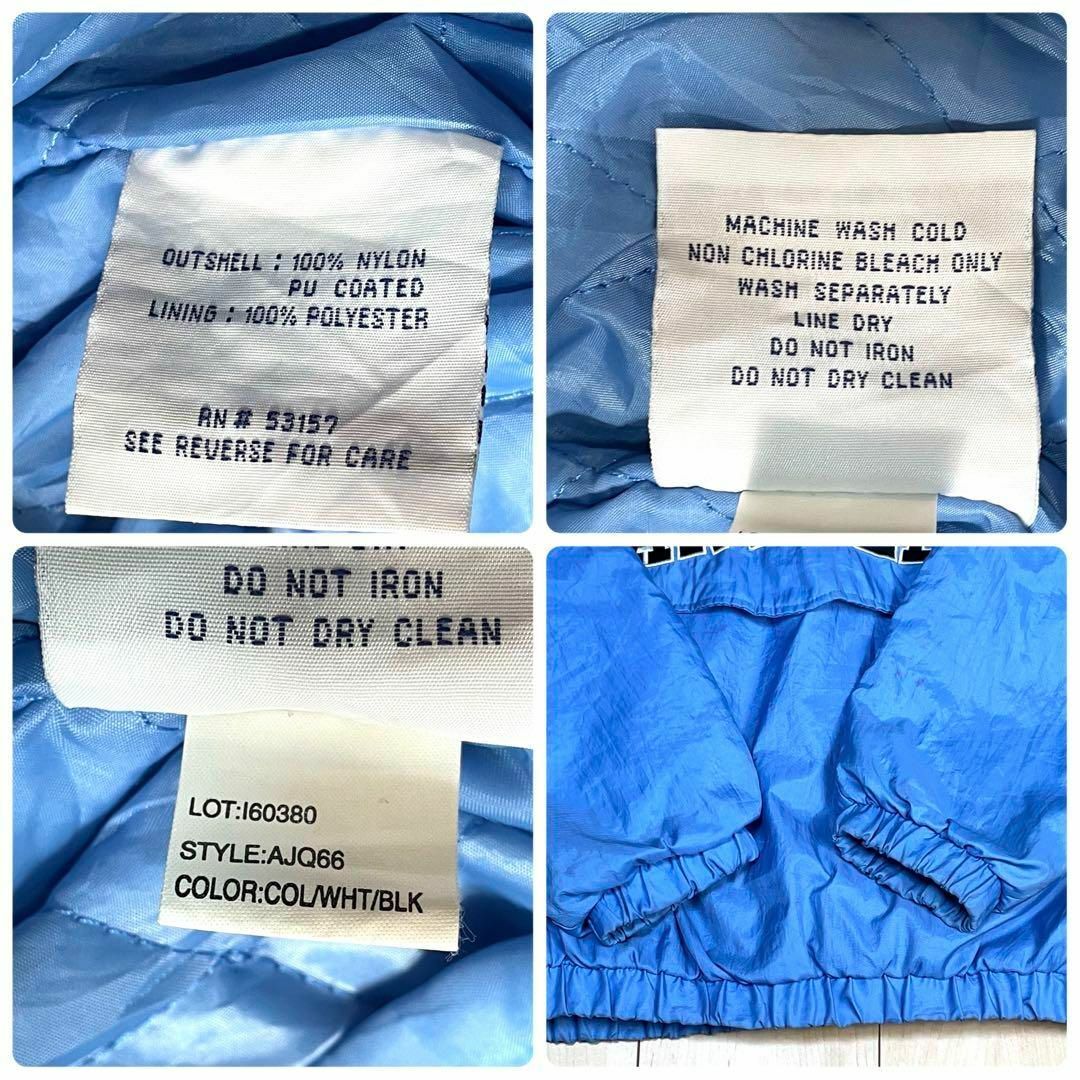 OUTSHELL : 100% NYLON
PU COATED
LINING : 100% POLYESTER
RN # 53157
SEE REVERSE FOR CARE
MACHINE WASH COLD
NON CHLORINE BLEACH ONLY
WASH SEPARATELY
LINE DRY
DO NOT IRON
DO NOT DRY CLEAN
DO NOT IRON
DO NOT DRY CLEAN
LOT:I60380
STYLE:AJQ66
COLOR:COL/WHT/BLK